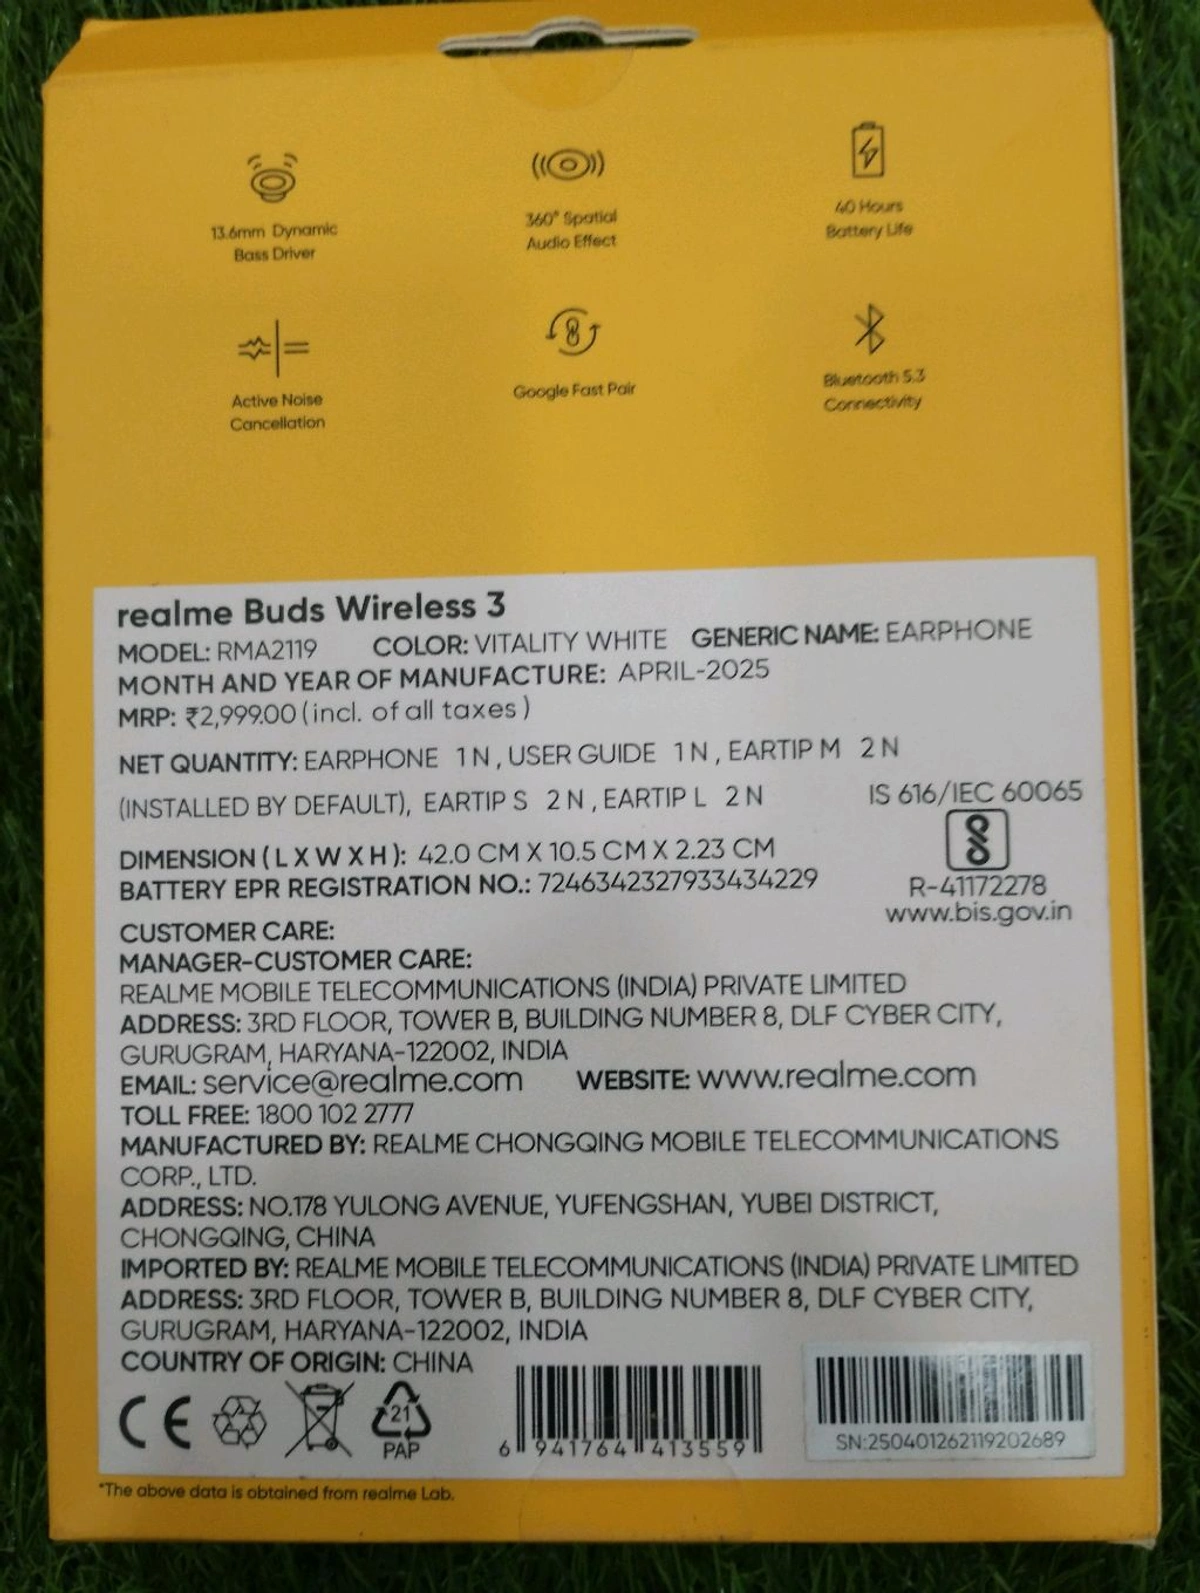 13.6mm Dynamic
Bass Driver
360° Spatial
Audio Effect
40 Hours
Battery Life
Active Noise
Cancellation
Google Fast Pair
Bluetooth 5.3
Connectivity
realme Buds Wireless 3
MODEL: RMA2119 COLOR: VITALITY WHITE GENERIC NAME: EARPHONE
MONTH AND YEAR OF MANUFACTURE: APRIL-2025
MRP: ₹2,999.00 (incl. of all taxes)
NET QUANTITY: EARPHONE 1 N, USER GUIDE 1 N, EARTIP M 2 N
(INSTALLED BY DEFAULT), EARTIP S 2 N, EARTIP L 2 N
IS 616/IEC 60065
DIMENSION (L X W X H): 42.0 CM X 10.5 CM X 2.23 CM
BATTERY EPR REGISTRATION NO.: 7246342327933434229
R-41172278
www.bis.gov.in
CUSTOMER CARE:
MANAGER-CUSTOMER CARE:
REALME MOBILE TELECOMMUNICATIONS (INDIA) PRIVATE LIMITED
ADDRESS: 3RD FLOOR, TOWER B, BUILDING NUMBER 8, DLF CYBER CITY,
GURUGRAM, HARYANA-122002, INDIA
EMAIL: service@realme.com WEBSITE: www.realme.com
TOLL FREE: 1800 102 2777
MANUFACTURED BY: REALME CHONGQING MOBILE TELECOMMUNICATIONS
CORP., LTD.
ADDRESS: NO.178 YULONG AVENUE, YUFENGSHAN, YUBEI DISTRICT,
CHONGQING, CHINA
IMPORTED BY: REALME MOBILE TELECOMMUNICATIONS (INDIA) PRIVATE LIMITED
ADDRESS: 3RD FLOOR, TOWER B, BUILDING NUMBER 8, DLF CYBER CITY,
GURUGRAM, HARYANA-122002, INDIA
COUNTRY OF ORIGIN: CHINA
CE
21
PAP
6 941764 413559
SN:250401262119202689
*The above data is obtained from realme Lab.